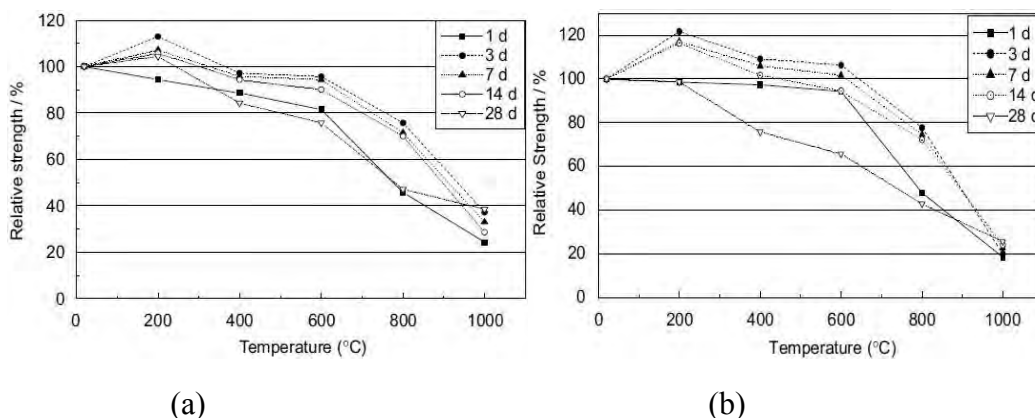 120
100
80
60
40
20
0
Relative strength / %
0 200 400 600 800 1000
Temperature (°C)
1 d
3 d
7 d
14 d
28 d
(a)
120
100
80
60
40
20
0
Relative Strength / %
0 200 400 600 800 1000
Temperature (°C)
1 d
3 d
7 d
14 d
28 d
(b)